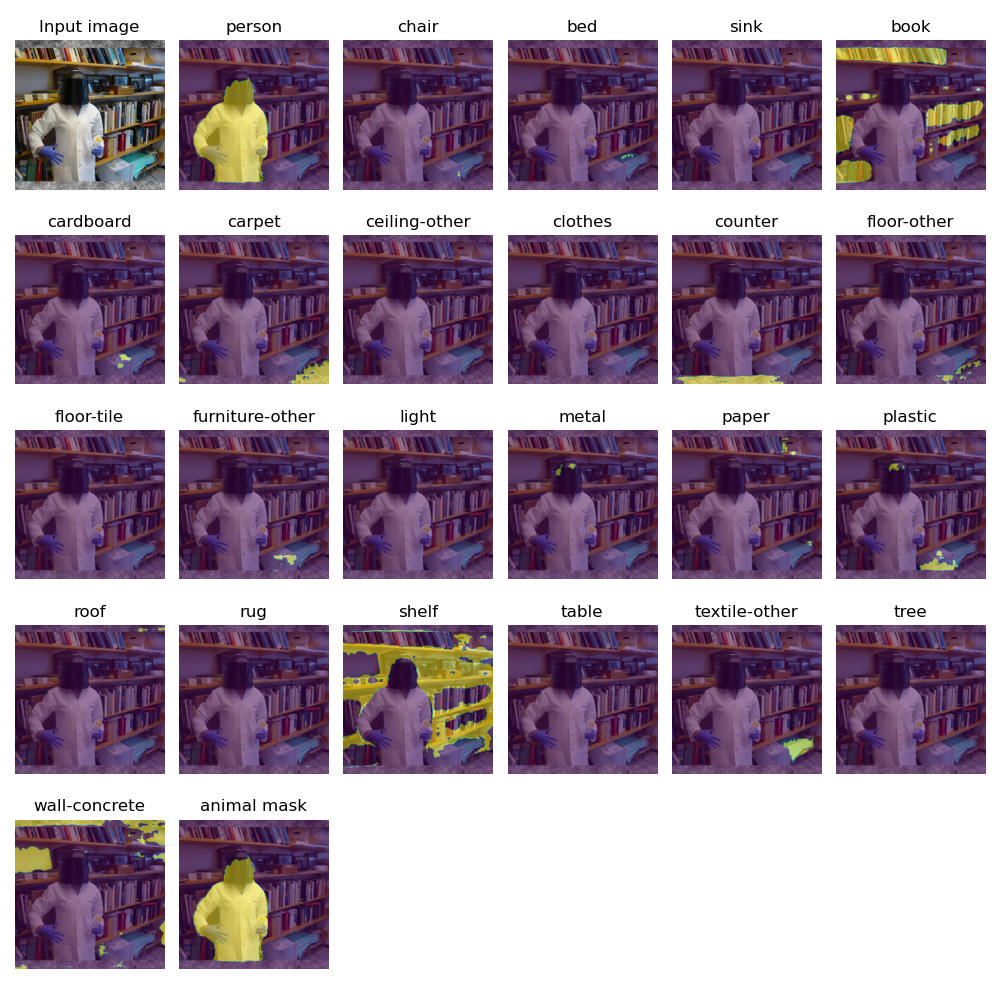 Input image
person
chair
bed
sink
book
cardboard
carpet
ceiling-other
clothes
counter
floor-other
floor-tile
furniture-other
light
metal
paper
plastic
roof
rug
shelf
table
textile-other
tree
wall-concrete
animal mask